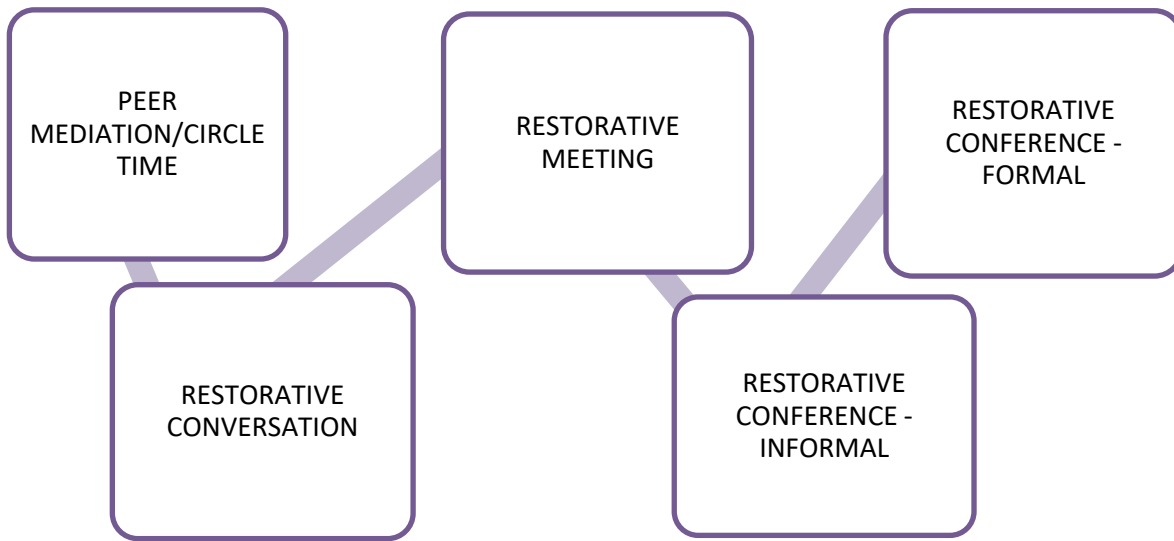 PEER
MEDIATION/CIRCLE
TIME
RESTORATIVE
CONVERSATION
RESTORATIVE
MEETING
RESTORATIVE
CONFERENCE -
INFORMAL
RESTORATIVE
CONFERENCE -
FORMAL